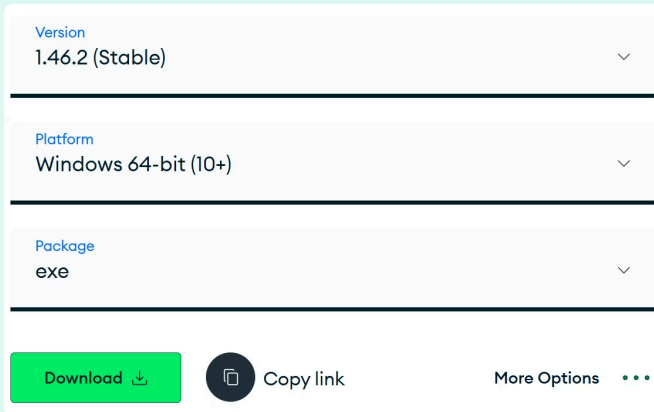 Version
1.46.2 (Stable)
Platform
Windows 64-bit (10+)
Package
exe
Download
Copy link
More Options